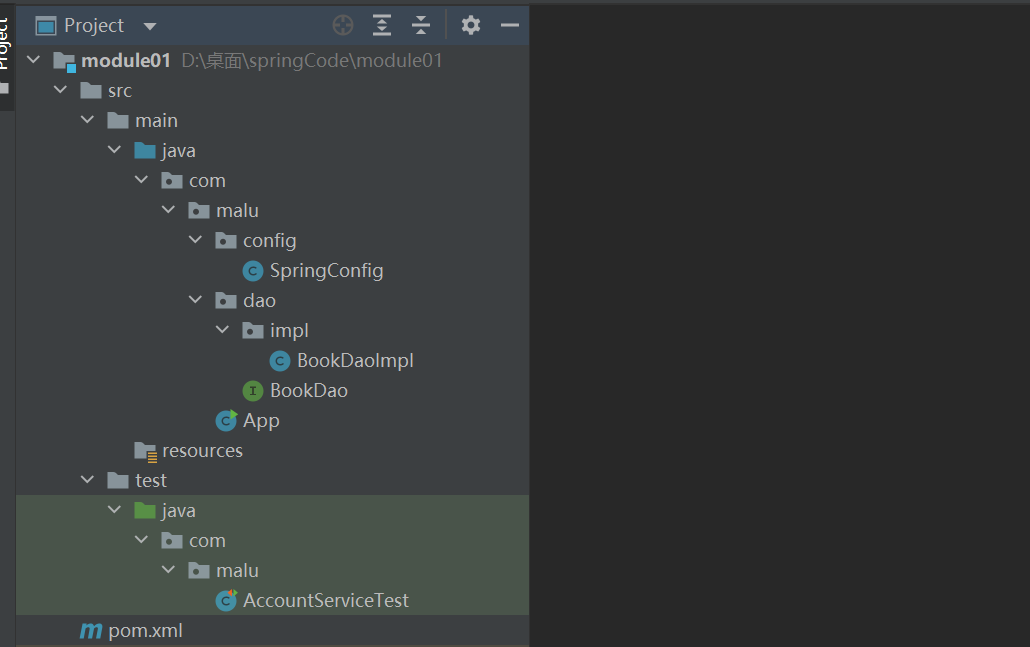 Project
Project
module01 D:\桌面\springCode\module01
src
main
java
com
malu
config
SpringConfig
dao
impl
BookDaoImpl
BookDao
App
resources
test
java
com
malu
AccountServiceTest
pom.xml